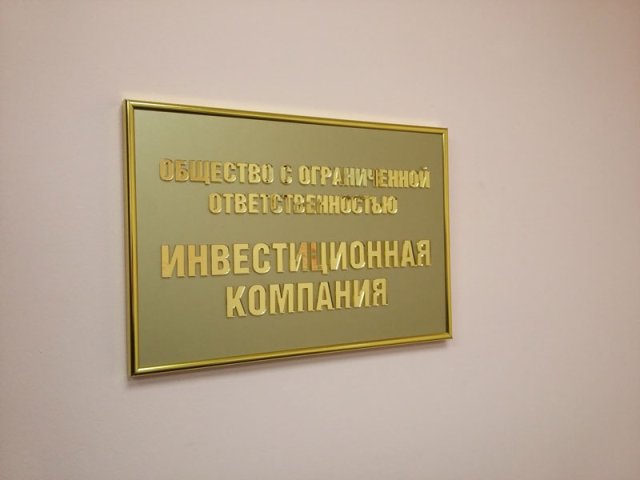 ОБЩЕСТВО С ОГРАНИЧЕННОЙ
ОТВЕТСТВЕННОСТЬЮ
ИНВЕСТИЦИОННАЯ
КОМПАНИЯ